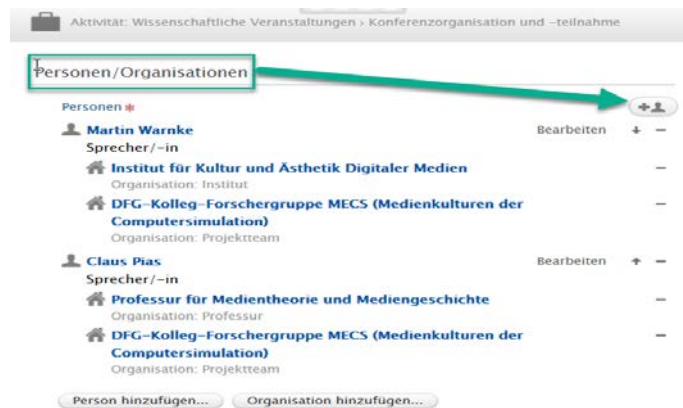 Aktivität: Wissenschaftliche Veranstaltungen › Konferenzorganisation und -teilnahme
Personen/Organisationen
Personen *
Martin Warnke Bearbeiten
Sprecher/-in
Institut für Kultur und Ästhetik Digitaler Medien
Organisation: Institut
DFG-Kolleg-Forschergruppe MECS (Medienkulturen der
Computersimulation)
Organisation: Projektteam
Claus Pias Bearbeiten
Sprecher/-in
Professur für Medientheorie und Mediengeschichte
Organisation: Professur
DFG-Kolleg-Forschergruppe MECS (Medienkulturen der
Computersimulation)
Organisation: Projektteam
Person hinzufügen... Organisation hinzufügen...